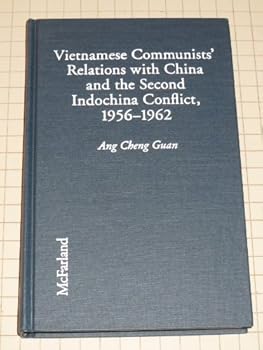 Vietnamese Communists'
Relations with China
and the Second
Indochina Conflict,
1956–1962
Ang Cheng Guan
McFarland